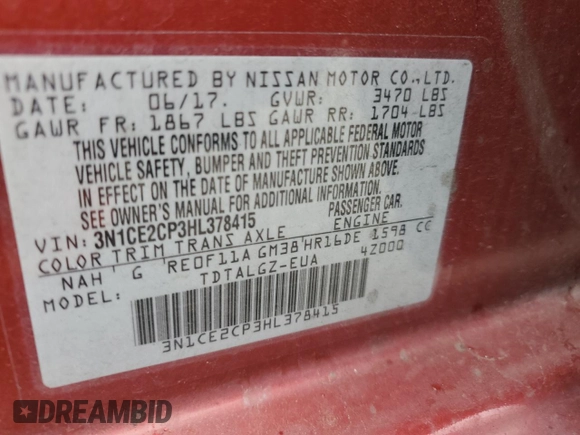 MANUFACTURED BY NISSAN MOTOR CO.,LTD.
DATE: 06/17. GVWR: 3470 LBS
GAWR FR: 1867 LBS GAWR RR: 1704 LBS
THIS VEHICLE CONFORMS TO ALL APPLICABLE FEDERAL MOTOR
VEHICLE SAFETY, BUMPER AND THEFT PREVENTION STANDARDS
IN EFFECT ON THE DATE OF MANUFACTURE SHOWN ABOVE.
SEE OWNER'S MANUAL FOR ADDITIONAL INFORMATION.
VIN: 3N1CE2CP3HL378415 PASSENGER CAR.
COLOR TRIM TRANS AXLE ENGINE
NAH G RE0F11A GM38 HR16DE 1598 CC
MODEL: TDTALGZ-EUA 4Z000
3N1CE2CP3HL378415
DREAMBID